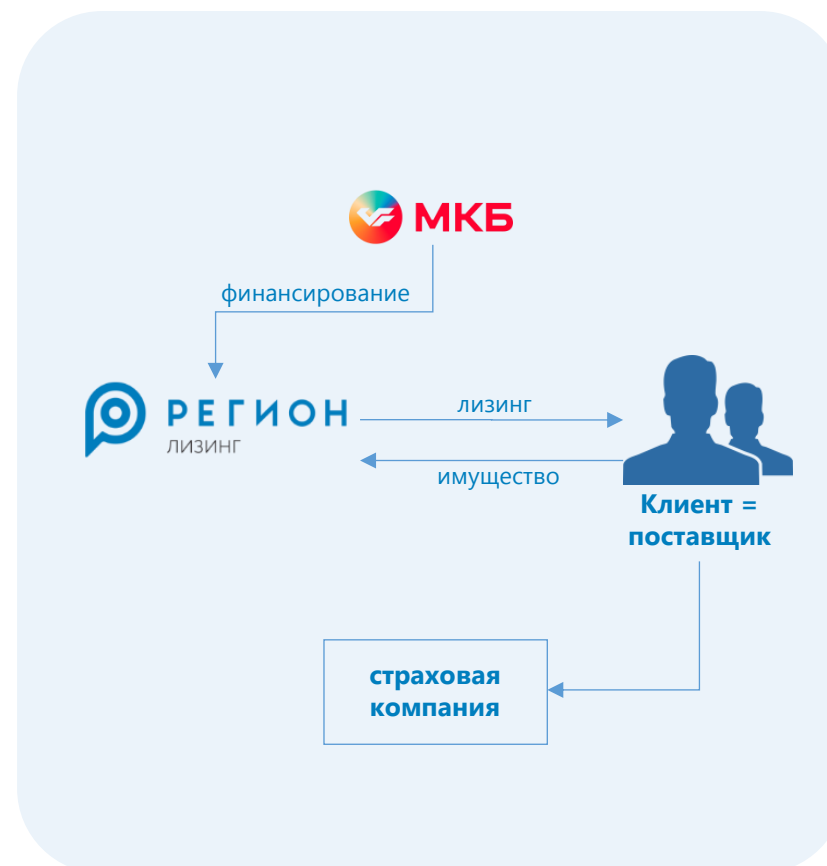 МКБ
финансирование
РЕГИОН
ЛИЗИНГ
лизинг
имущество
Клиент =
поставщик
страховая
компания